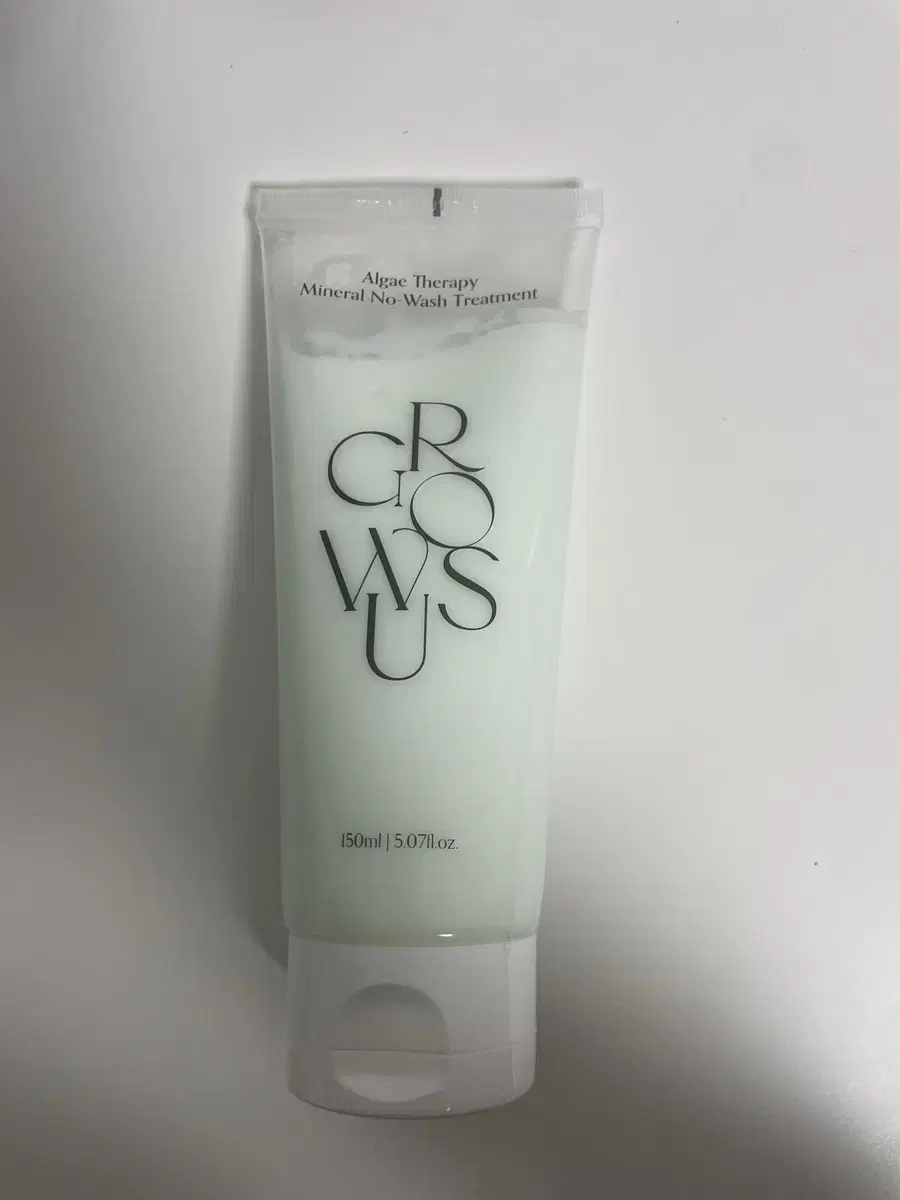 Algae Therapy
Mineral No-Wash Treatment
GROWUS
150ml | 5.07fl.oz.